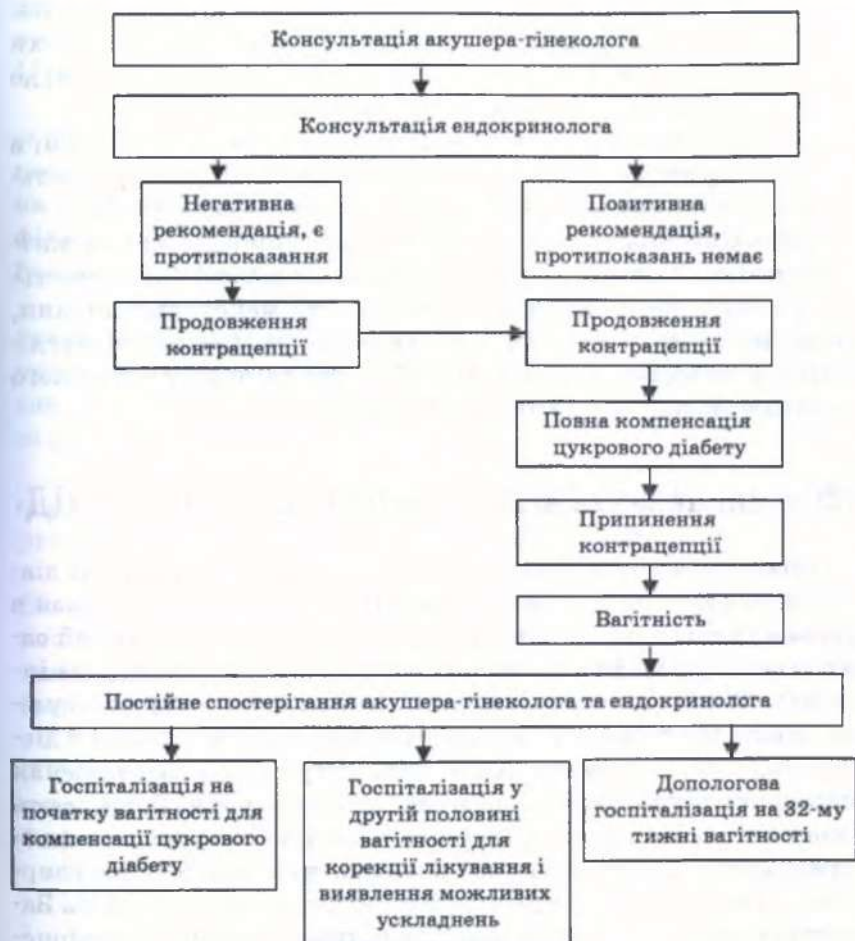 Консультація акушера-гінеколога
Консультація ендокринолога
Негативна
рекомендація, є
протипоказання
Позитивна
рекомендація,
протипоказань немає
Продовження
контрацепції
Продовження
контрацепції
Повна компенсація
цукрового діабету
Припинення
контрацепції
Вагітність
Постійне спостерігання акушера-гінеколога та ендокринолога
Госпіталізація на
початку вагітності для
компенсації цукрового
діабету
Госпіталізація у
другій половині
вагітності для
корекції лікування і
виявлення можливих
ускладнень
Допологова
госпіталізація на 32-му
тижні вагітності